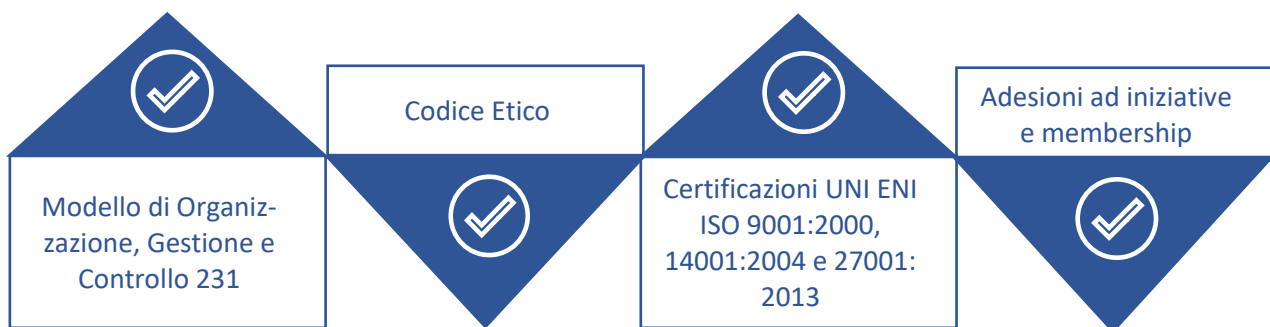 Modello di Organiz-
zazione, Gestione e
Controllo 231
Codice Etico
Certificazioni UNI ENI
ISO 9001:2000,
14001:2004 e 27001:
2013
Adesioni ad iniziative
e membership